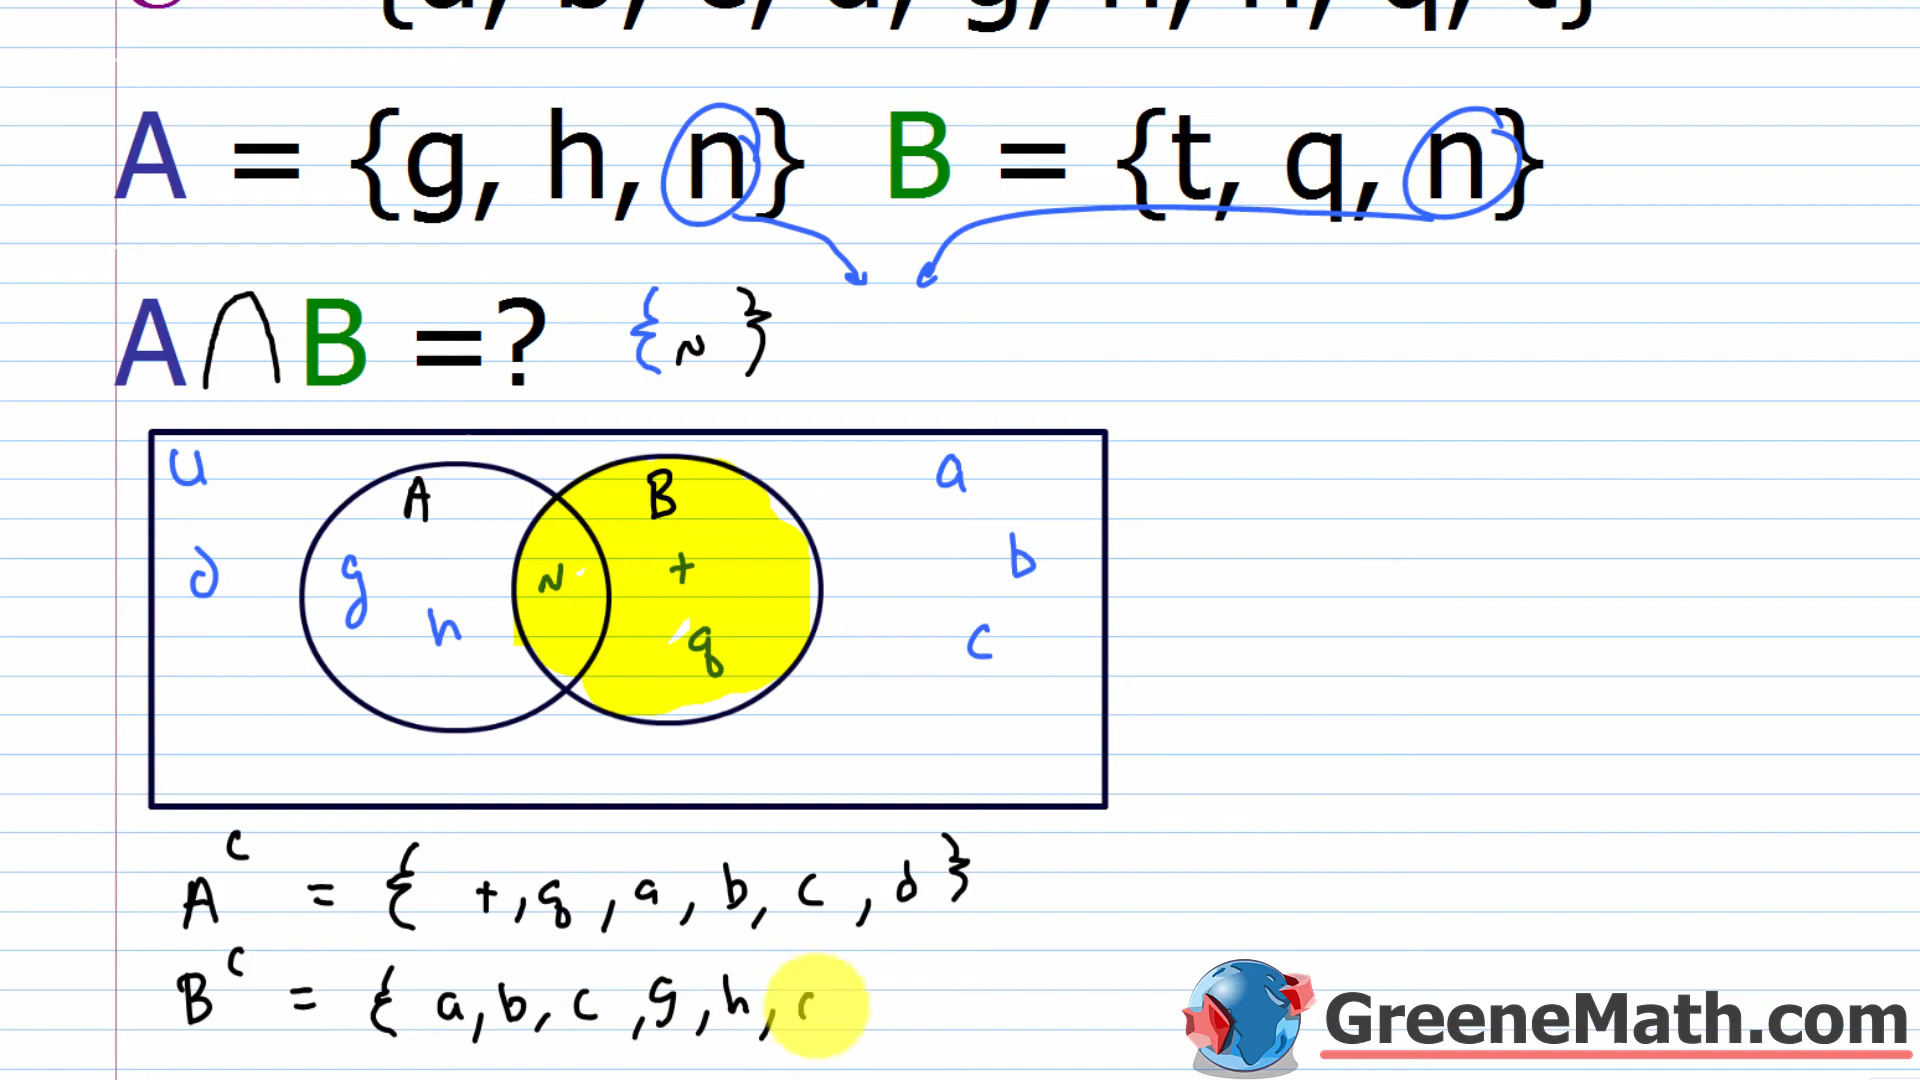 {a, b, c, d, g, h, n, q, t}
A = {g, h, n} B = {t, q, n}
A∩B =? {n}
U A B a
d g n t b
h q c
A^c = { t, q, a, b, c, d }
B^c = { a, b, c, g, h,
GreeneMath.com